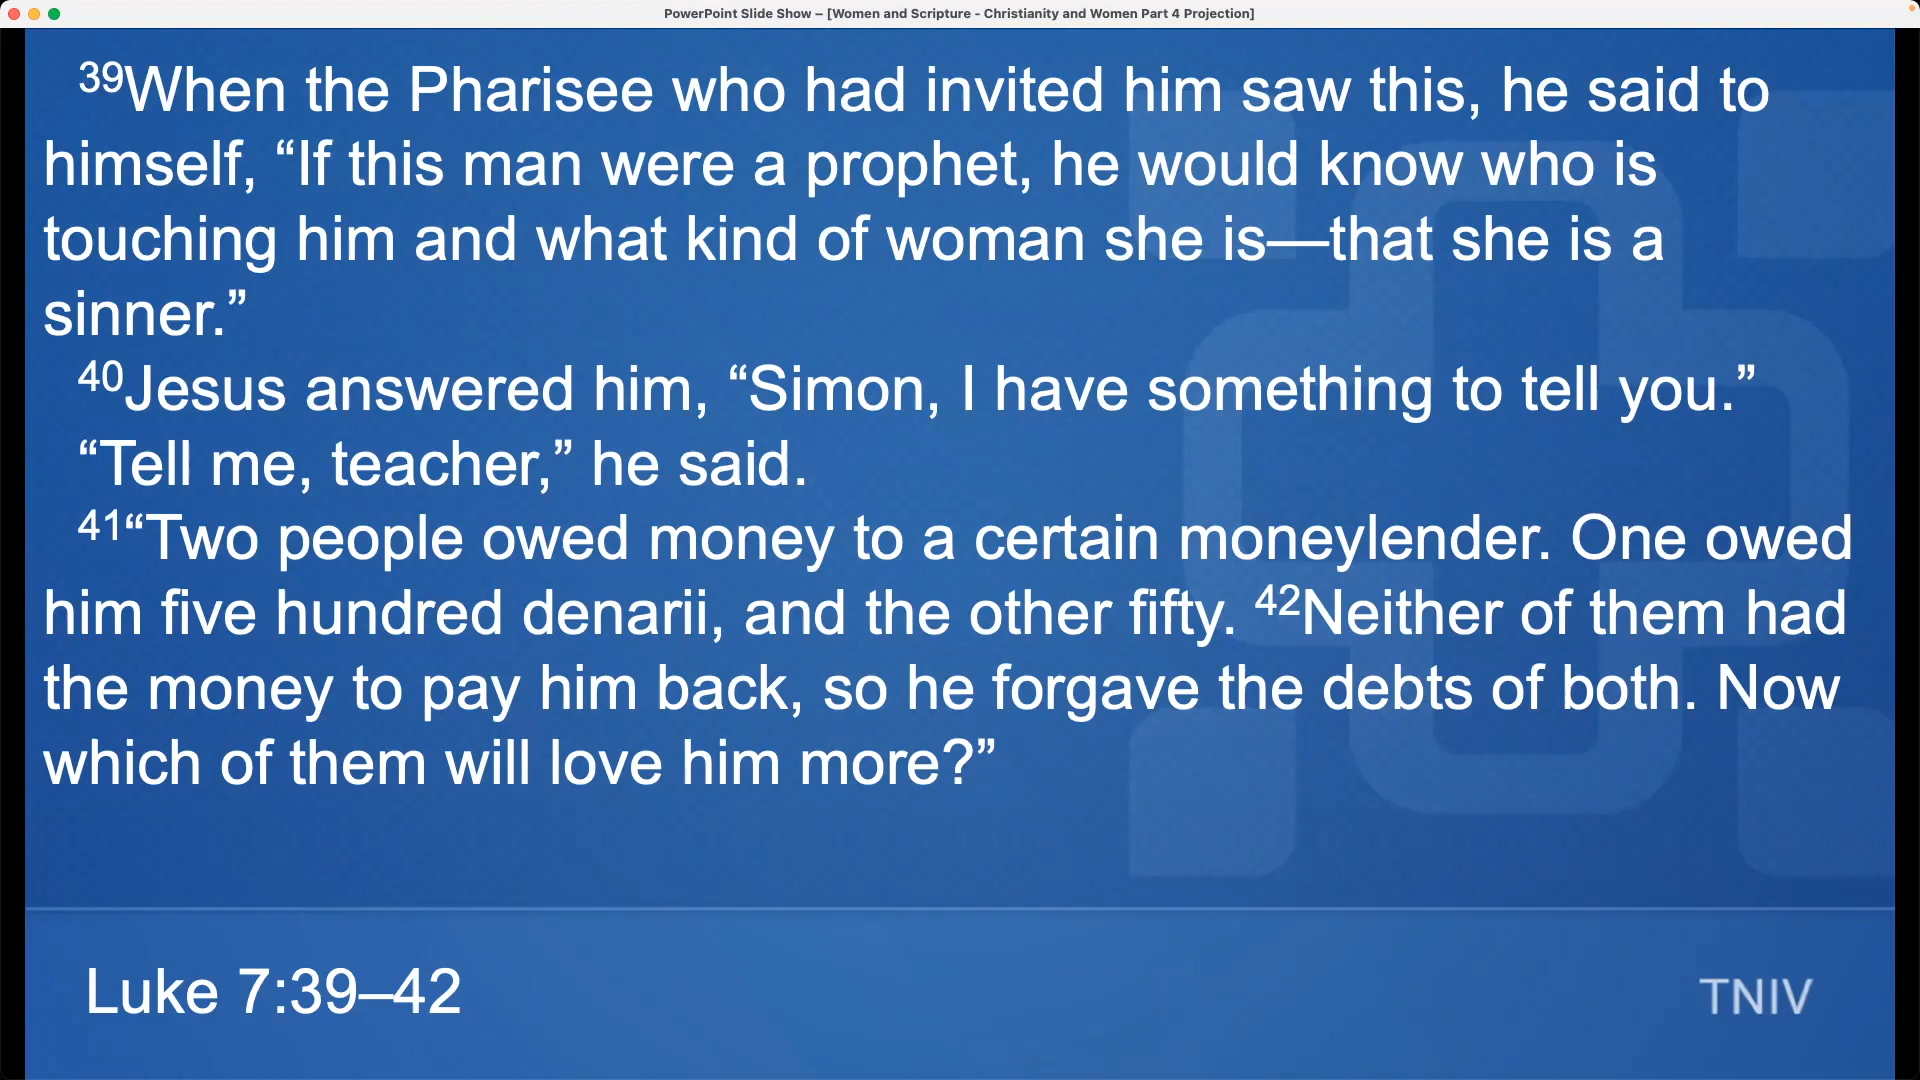 PowerPoint Slide Show – [Women and Scripture - Christianity and Women Part 4 Projection]
39When the Pharisee who had invited him saw this, he said to
himself, “If this man were a prophet, he would know who is
touching him and what kind of woman she is—that she is a
sinner.”
40Jesus answered him, “Simon, I have something to tell you.”
“Tell me, teacher,” he said.
41“Two people owed money to a certain moneylender. One owed
him five hundred denarii, and the other fifty. 42Neither of them had
the money to pay him back, so he forgave the debts of both. Now
which of them will love him more?”
Luke 7:39–42
TNIV